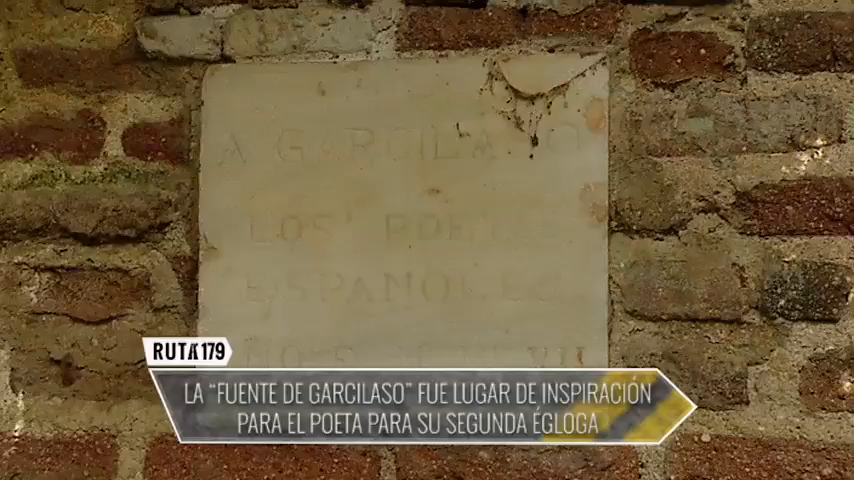 A GARCILASO
LOS POETAS
ESPAÑOLES
RUTA 179
LA “FUENTE DE GARCILASO” FUE LUGAR DE INSPIRACIÓN
PARA EL POETA PARA SU SEGUNDA ÉGLOGA